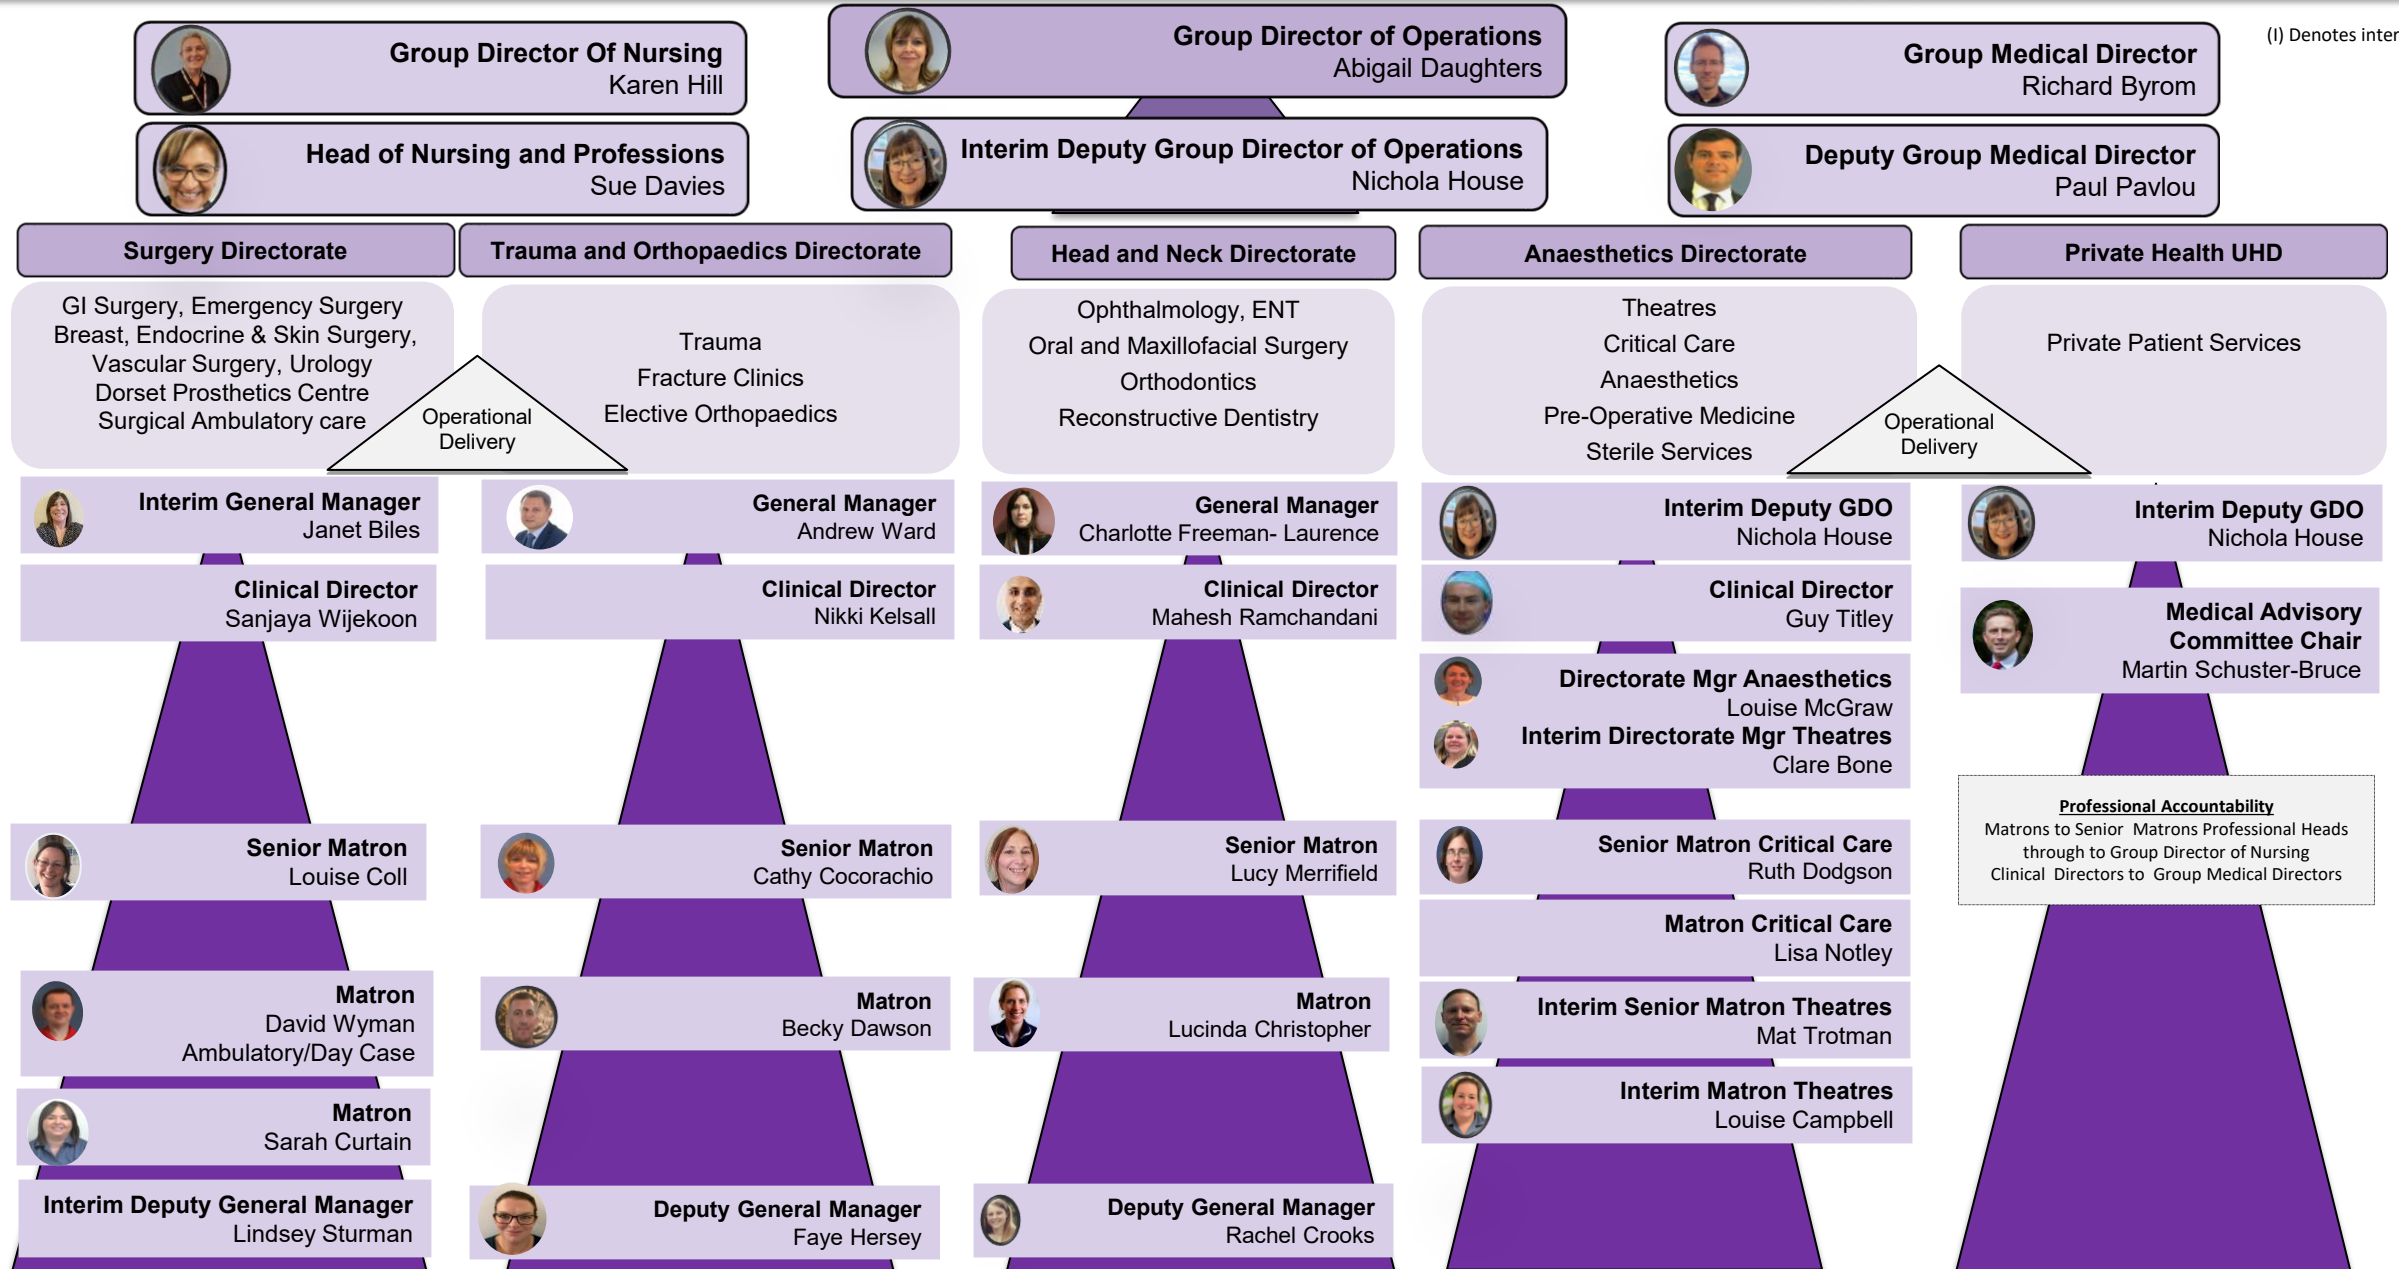 Group Director Of Nursing
Karen Hill
Group Director of Operations
Abigail Daughters
Group Medical Director
Richard Byrom
(I) Denotes
Head of Nursing and Professions
Sue Davies
Interim Deputy Group Director of Operations
Nichola House
Deputy Group Medical Director
Paul Pavlou
Surgery Directorate
GI Surgery, Emergency Surgery
Breast, Endocrine & Skin Surgery,
Vascular Surgery, Urology
Dorset Prosthetics Centre
Surgical Ambulatory care
Operational
Delivery
Interim General Manager
Janet Biles
Clinical Director
Sanjaya Wijekoon
Senior Matron
Louise Coll
Matron
David Wyman
Ambulatory/Day Case
Matron
Sarah Curtain
Interim Deputy General Manager
Lindsey Sturman
Trauma and Orthopaedics Directorate
Trauma
Fracture Clinics
Elective Orthopaedics
General Manager
Andrew Ward
Clinical Director
Nikki Kelsall
Senior Matron
Cathy Cocorachio
Matron
Becky Dawson
Deputy General Manager
Faye Hersey
Head and Neck Directorate
Ophthalmology, ENT
Oral and Maxillofacial Surgery
Orthodontics
Reconstructive Dentistry
General Manager
Charlotte Freeman- Laurence
Clinical Director
Mahesh Ramchandani
Senior Matron
Lucy Merrifield
Matron
Lucinda Christopher
Deputy General Manager
Rachel Crooks
Anaesthetics Directorate
Theatres
Critical Care
Anaesthetics
Pre-Operative Medicine
Sterile Services
Operational
Delivery
Interim Deputy GDO
Nichola House
Clinical Director
Guy Titley
Directorate Mgr Anaesthetics
Louise McGraw
Interim Directorate Mgr Theatres
Clare Bone
Senior Matron Critical Care
Ruth Dodgson
Matron Critical Care
Lisa Notley
Interim Senior Matron Theatres
Mat Trotman
Interim Matron Theatres
Louise Campbell
Private Health UHD
Private Patient Services
Interim Deputy GDO
Nichola House
Medical Advisory
Committee Chair
Martin Schuster-Bruce
Professional Accountability
Matrons to Senior Matrons Professional Heads
through to Group Director of Nursing
Clinical Directors to Group Medical Directors